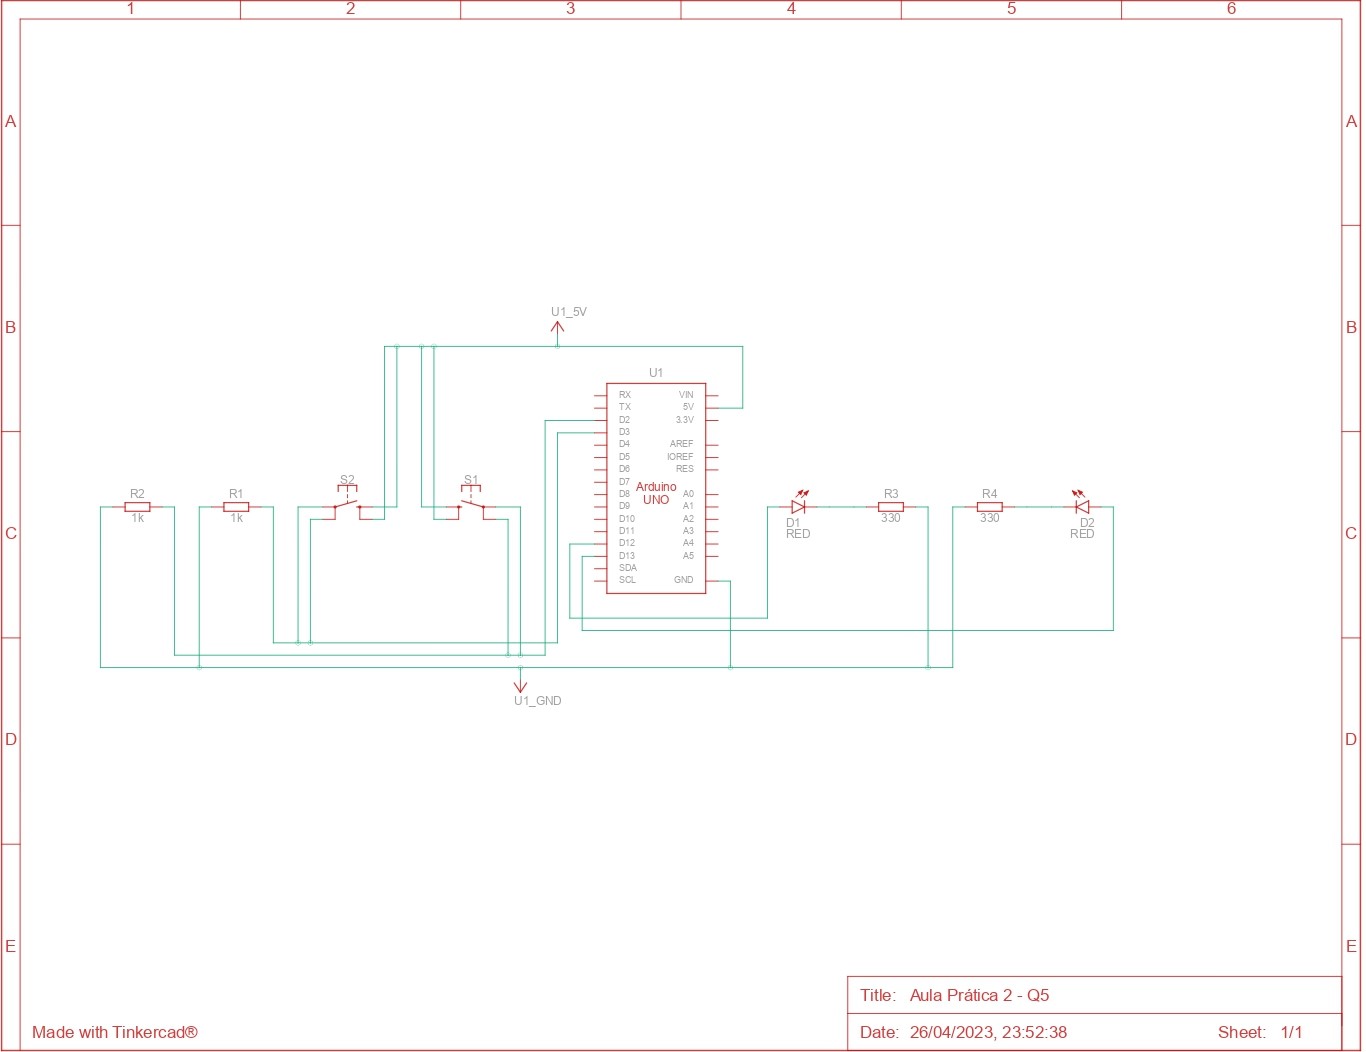 1 2 3 4 5 6
A A
U1_5V
B B
U1
RX VIN
TX 5V
D2 3.3V
D3
D4 AREF
D5 IOREF
D6 RES
D7
Arduino
UNO
D8 A0
D9 A1
D10 A2
D11 A3
D12 A4
D13 A5
SDA
SCL GND
R2
1k
R1
1k
S2
S1
D1
RED
R3
330
R4
330
D2
RED
C C
U1_GND
D D
E E
Title: Aula Prática 2 - Q5
Made with Tinkercad®
Date: 26/04/2023, 23:52:38 Sheet: 1/1